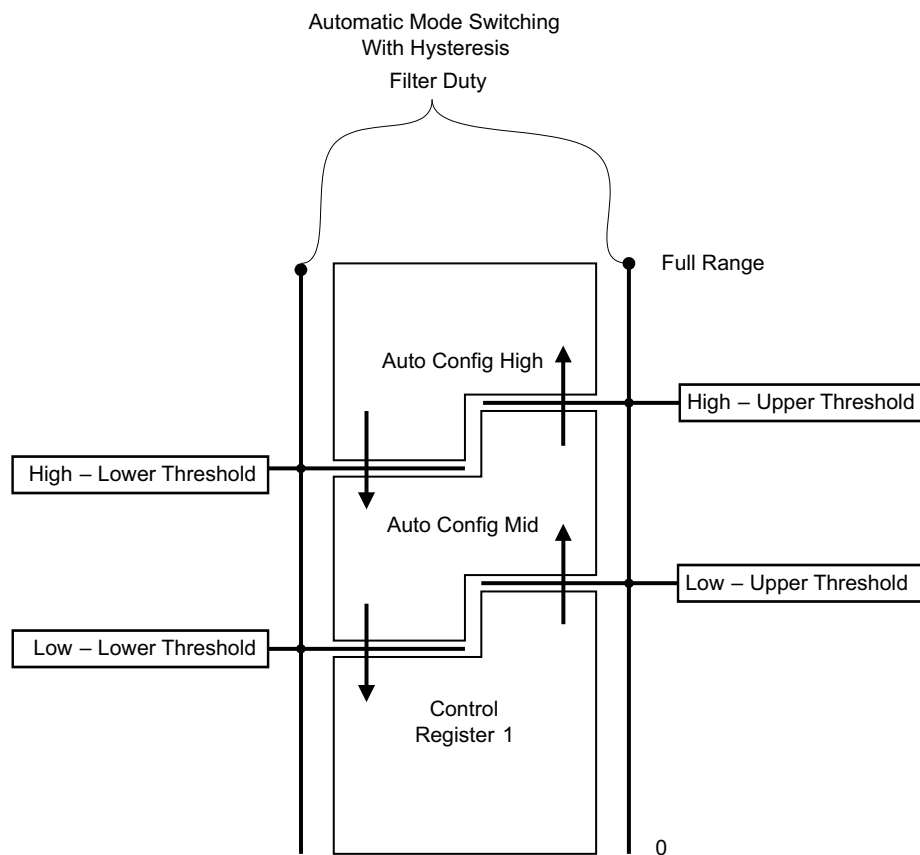 Automatic Mode Switching
With Hysteresis
Filter Duty
Full Range
Auto Config High
High – Upper Threshold
High – Lower Threshold
Auto Config Mid
Low – Upper Threshold
Low – Lower Threshold
Control
Register 1
0